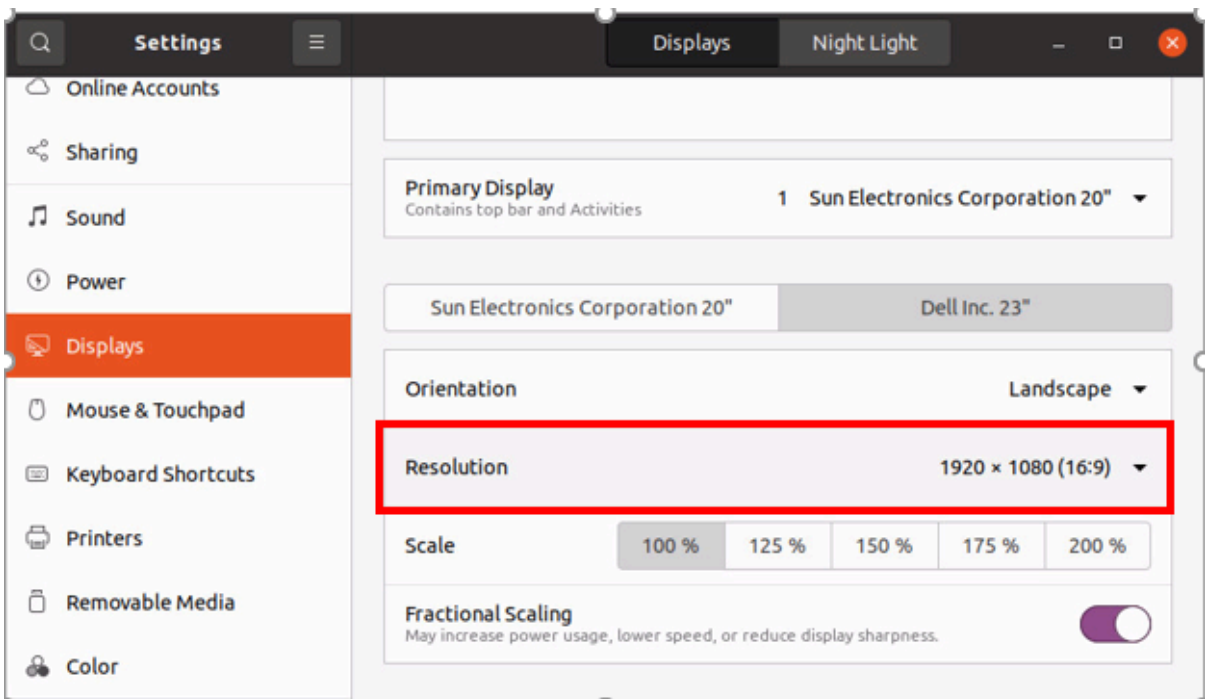 Settings
Displays
Night Light
Online Accounts
Sharing
Sound
Power
Displays
Mouse & Touchpad
Keyboard Shortcuts
Printers
Removable Media
Color
Primary Display
Contains top bar and Activities
1 Sun Electronics Corporation 20"
Sun Electronics Corporation 20"
Dell Inc. 23"
Orientation
Landscape
Resolution
1920 × 1080 (16:9)
Scale
100 %
125 %
150 %
175 %
200 %
Fractional Scaling
May increase power usage, lower speed, or reduce display sharpness.